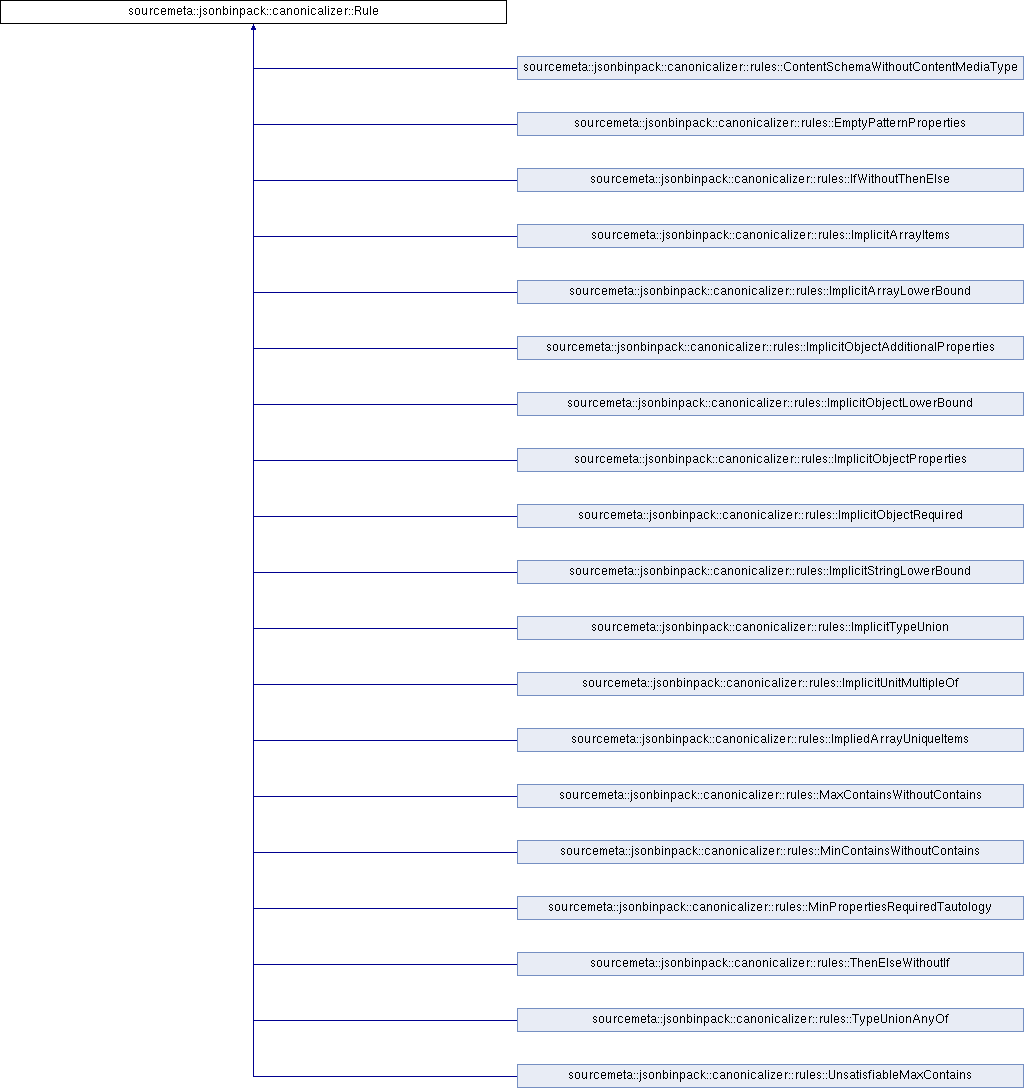 sourcemeta::jsonbinpack::canonicalizer::Rule
sourcemeta::jsonbinpack::canonicalizer::rules::ContentSchemaWithoutContentMediaType
sourcemeta::jsonbinpack::canonicalizer::rules::EmptyPatternProperties
sourcemeta::jsonbinpack::canonicalizer::rules::IfWithoutThenElse
sourcemeta::jsonbinpack::canonicalizer::rules::ImplicitArrayItems
sourcemeta::jsonbinpack::canonicalizer::rules::ImplicitArrayLowerBound
sourcemeta::jsonbinpack::canonicalizer::rules::ImplicitObjectAdditionalProperties
sourcemeta::jsonbinpack::canonicalizer::rules::ImplicitObjectLowerBound
sourcemeta::jsonbinpack::canonicalizer::rules::ImplicitObjectProperties
sourcemeta::jsonbinpack::canonicalizer::rules::ImplicitObjectRequired
sourcemeta::jsonbinpack::canonicalizer::rules::ImplicitStringLowerBound
sourcemeta::jsonbinpack::canonicalizer::rules::ImplicitTypeUnion
sourcemeta::jsonbinpack::canonicalizer::rules::ImplicitUnitMultipleOf
sourcemeta::jsonbinpack::canonicalizer::rules::ImpliedArrayUniqueItems
sourcemeta::jsonbinpack::canonicalizer::rules::MaxContainsWithoutContains
sourcemeta::jsonbinpack::canonicalizer::rules::MinContainsWithoutContains
sourcemeta::jsonbinpack::canonicalizer::rules::MinPropertiesRequiredTautology
sourcemeta::jsonbinpack::canonicalizer::rules::ThenElseWithoutIf
sourcemeta::jsonbinpack::canonicalizer::rules::TypeUnionAnyOf
sourcemeta::jsonbinpack::canonicalizer::rules::UnsatisfiableMaxContains